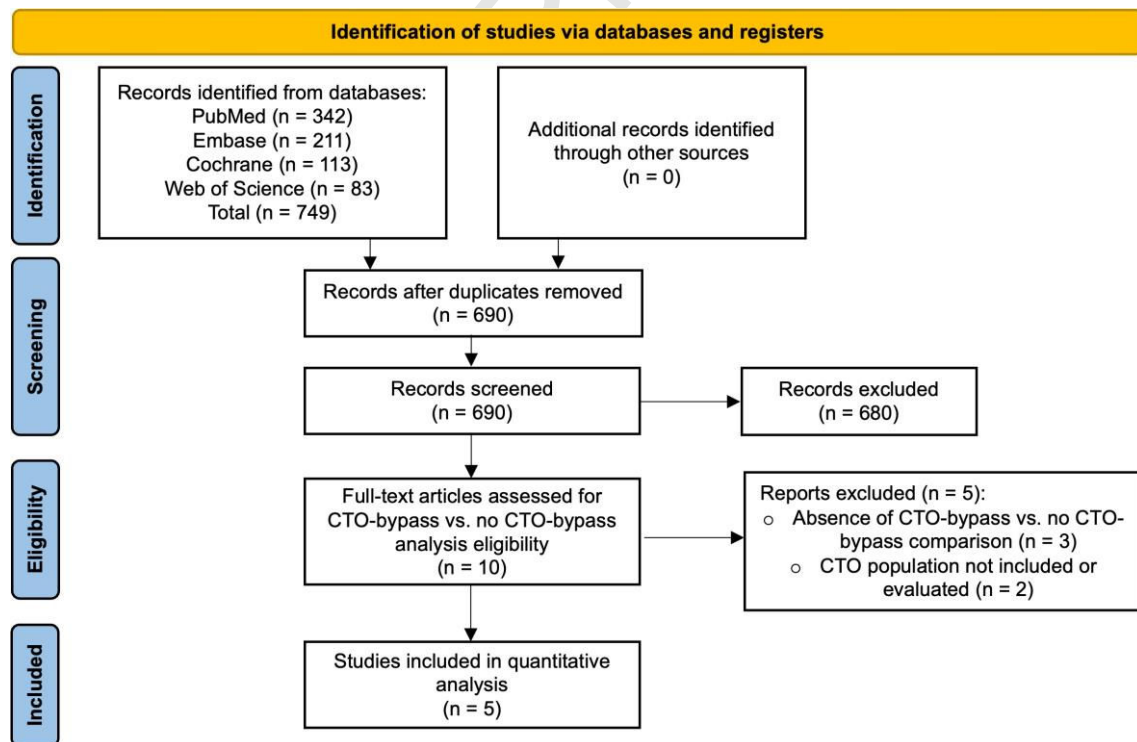 Identification of studies via databases and registers
Identification
Records identified from databases:
PubMed (n = 342)
Embase (n = 211)
Cochrane (n = 113)
Web of Science (n = 83)
Total (n = 749)
Additional records identified
through other sources
(n = 0)
Screening
Records after duplicates removed
(n = 690)
Records screened
(n = 690)
Records excluded
(n = 680)
Eligibility
Full-text articles assessed for
CTO-bypass vs. no CTO-bypass
analysis eligibility
(n = 10)
Reports excluded (n = 5):
○ Absence of CTO-bypass vs. no CTO-
bypass comparison (n = 3)
○ CTO population not included or
evaluated (n = 2)
Included
Studies included in quantitative
analysis
(n = 5)